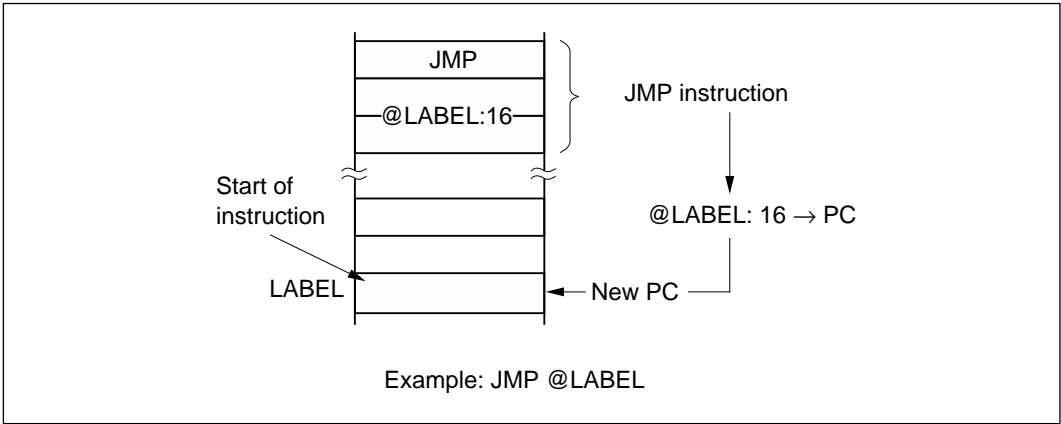 JMP
@LABEL:16
JMP instruction
Start of
instruction
@LABEL: 16 → PC
LABEL
New PC
Example: JMP @LABEL